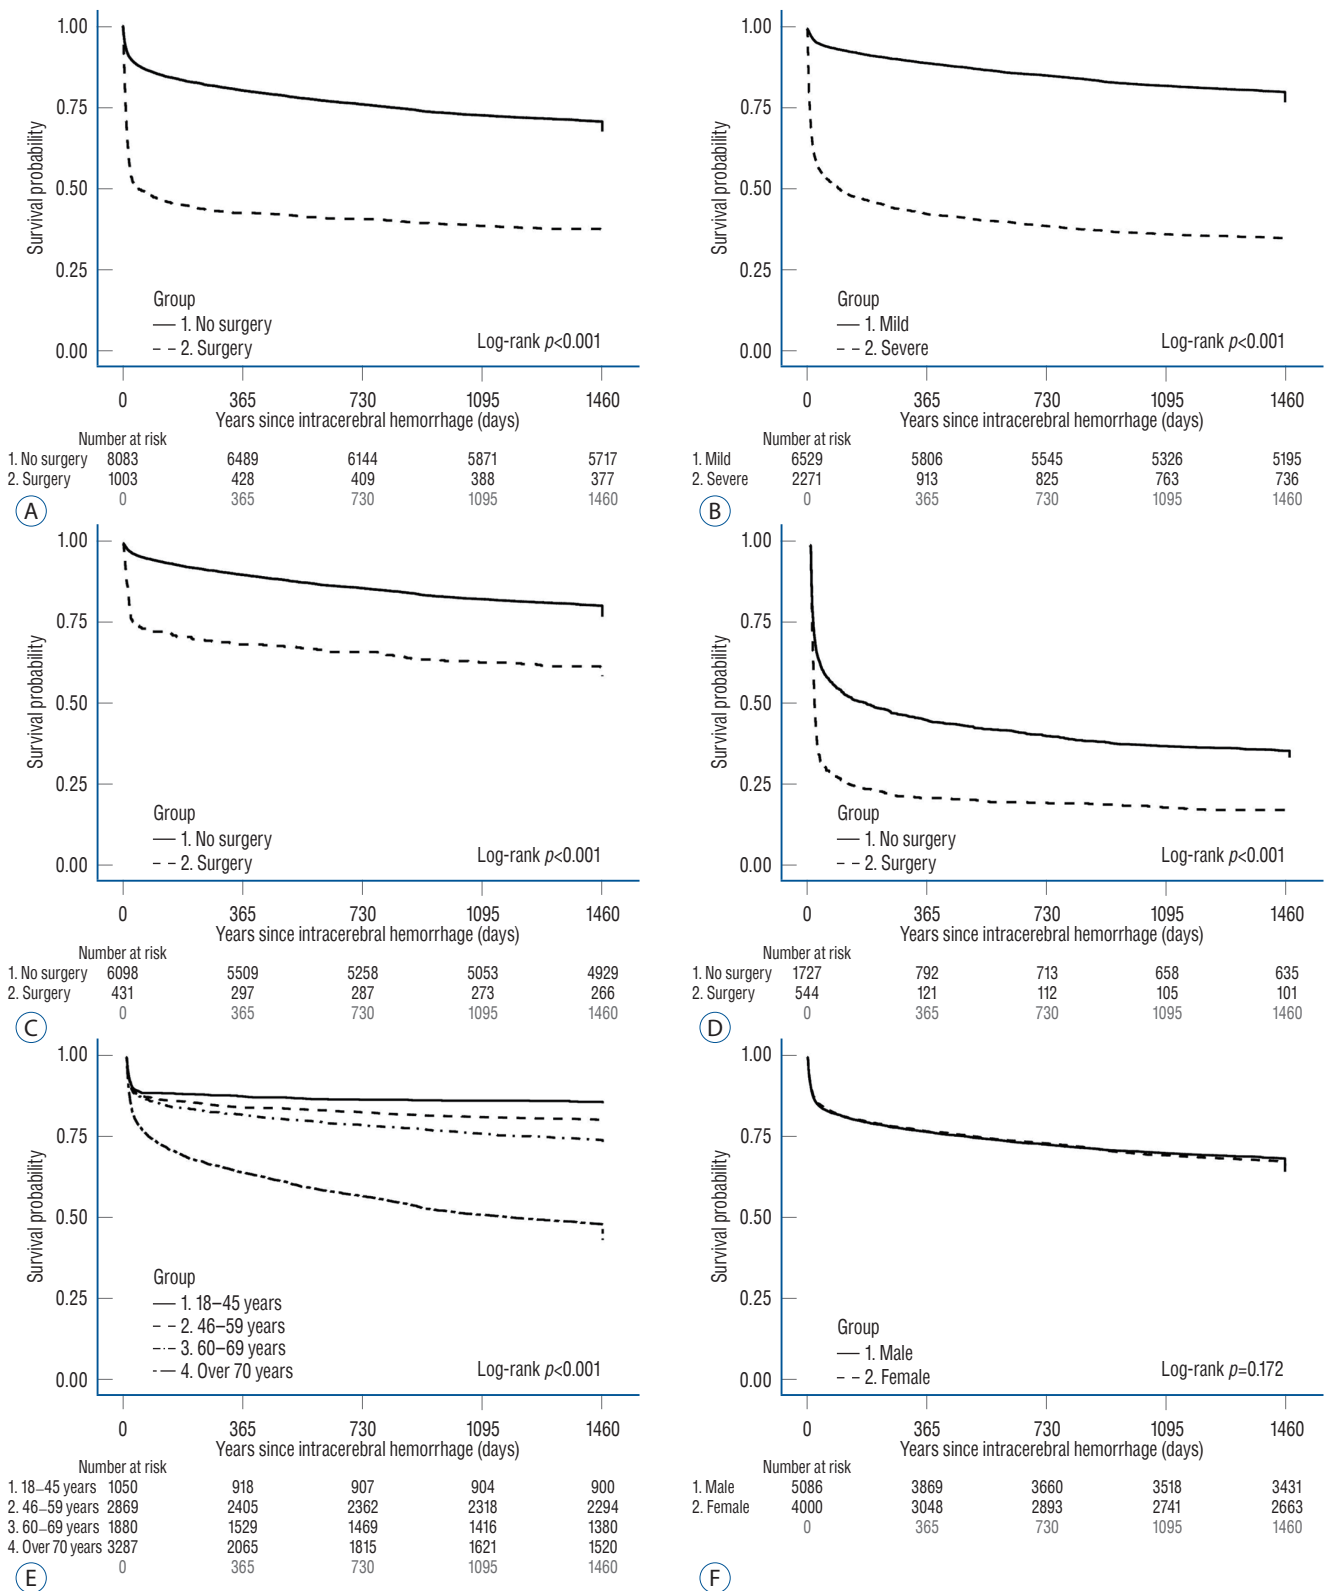 1.00
0.75
0.50
0.25
0.00
Survival probability
Group
1. No surgery
2. Surgery
Log-rank p<0.001
0 365 730 1095 1460
Years since intracerebral hemorrhage (days)
Number at risk
1. No surgery 8083 6489 6144 5871 5717
2. Surgery 1003 428 409 388 377
0 365 730 1095 1460
A
1.00
0.75
0.50
0.25
0.00
Survival probability
Group
1. Mild
2. Severe
Log-rank p<0.001
0 365 730 1095 1460
Years since intracerebral hemorrhage (days)
Number at risk
1. Mild 6529 5806 5545 5326 5195
2. Severe 2271 913 825 763 736
0 365 730 1095 1460
B
1.00
0.75
0.50
0.25
0.00
Survival probability
Group
1. No surgery
2. Surgery
Log-rank p<0.001
0 365 730 1095 1460
Years since intracerebral hemorrhage (days)
Number at risk
1. No surgery 6098 5509 5258 5053 4929
2. Surgery 431 297 287 273 266
0 365 730 1095 1460
C
1.00
0.75
0.50
0.25
0.00
Survival probability
Group
1. No surgery
2. Surgery
Log-rank p<0.001
0 365 730 1095 1460
Years since intracerebral hemorrhage (days)
Number at risk
1. No surgery 1727 792 713 658 635
2. Surgery 544 121 112 105 101
0 365 730 1095 1460
D
1.00
0.75
0.50
0.25
0.00
Survival probability
Group
1. 18–45 years
2. 46–59 years
3. 60–69 years
4. Over 70 years
Log-rank p<0.001
0 365 730 1095 1460
Years since intracerebral hemorrhage (days)
Number at risk
1. 18–45 years 1050 918 907 904 900
2. 46–59 years 2869 2405 2362 2318 2294
3. 60–69 years 1880 1529 1469 1416 1380
4. Over 70 years 3287 2065 1815 1621 1520
0 365 730 1095 1460
E
1.00
0.75
0.50
0.25
0.00
Survival probability
Group
1. Male
2. Female
Log-rank p=0.172
0 365 730 1095 1460
Years since intracerebral hemorrhage (days)
Number at risk
1. Male 5086 3869 3660 3518 3431
2. Female 4000 3048 2893 2741 2663
0 365 730 1095 1460
F